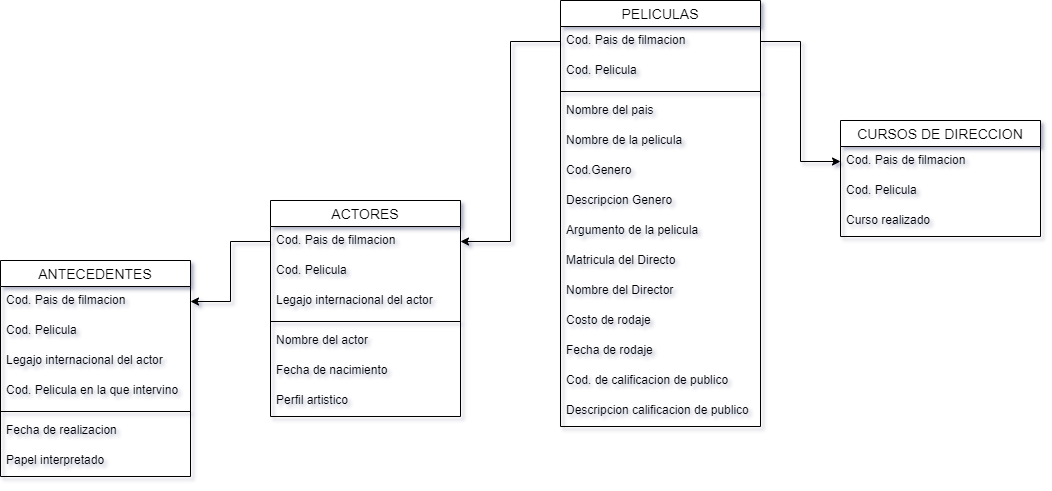 PELICULAS
Cod. Pais de filmacion
Cod. Pelicula
Nombre del pais
Nombre de la pelicula
Cod.Genero
Descripcion Genero
Argumento de la pelicula
Matricula del Directo
Nombre del Director
Costo de rodaje
Fecha de rodaje
Cod. de calificacion de publico
Descripcion calificacion de publico
CURSOS DE DIRECCION
Cod. Pais de filmacion
Cod. Pelicula
Curso realizado
ACTORES
Cod. Pais de filmacion
Cod. Pelicula
Legajo internacional del actor
Nombre del actor
Fecha de nacimiento
Perfil artistico
ANTECEDENTES
Cod. Pais de filmacion
Cod. Pelicula
Legajo internacional del actor
Cod. Pelicula en la que intervino
Fecha de realizacion
Papel interpretado